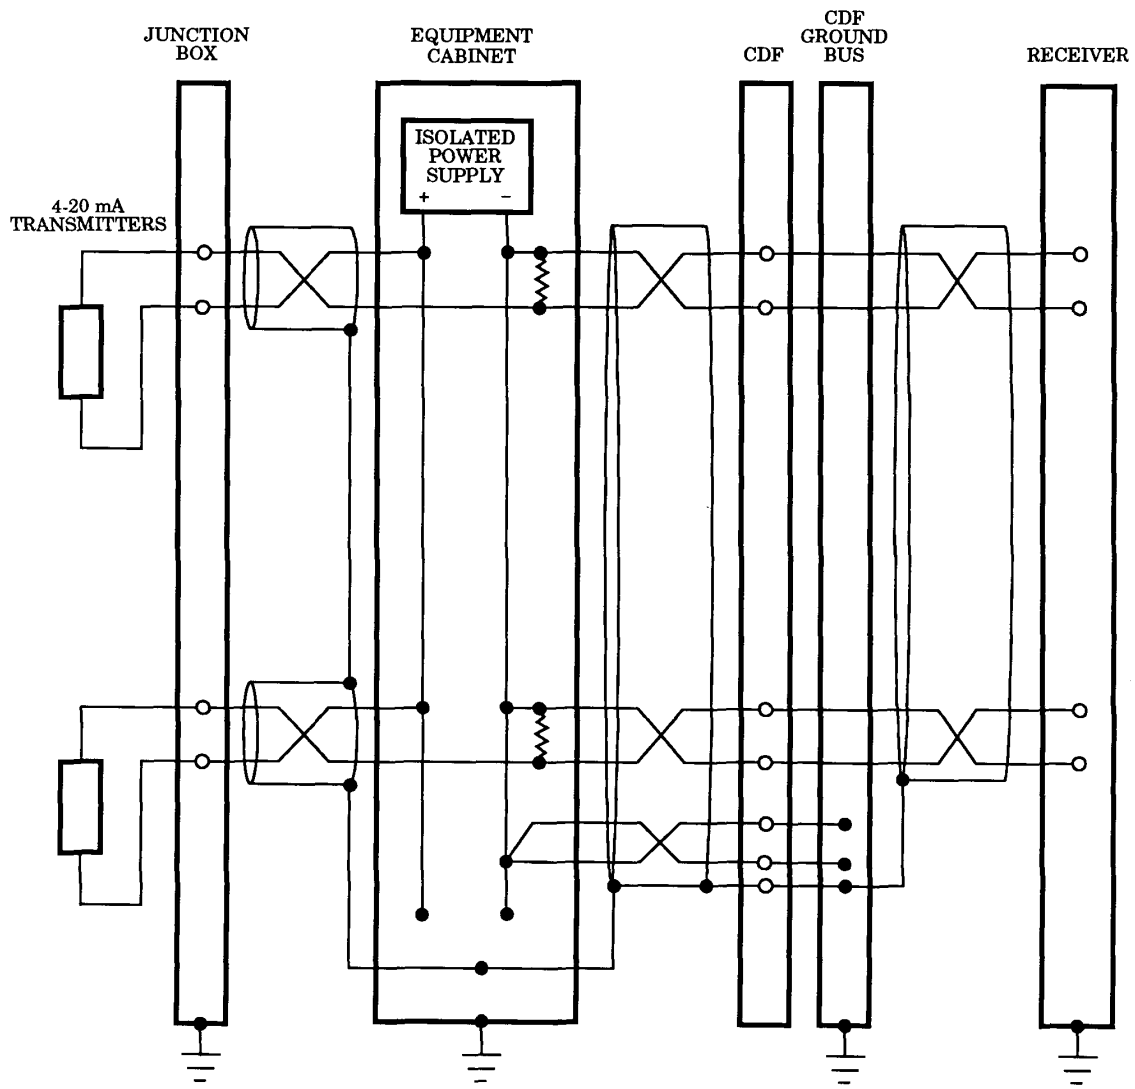 JUNCTION
BOX
EQUIPMENT
CABINET
CDF
CDF
GROUND
BUS
RECEIVER
ISOLATED
POWER
SUPPLY
+ −
4-20 mA
TRANSMITTERS